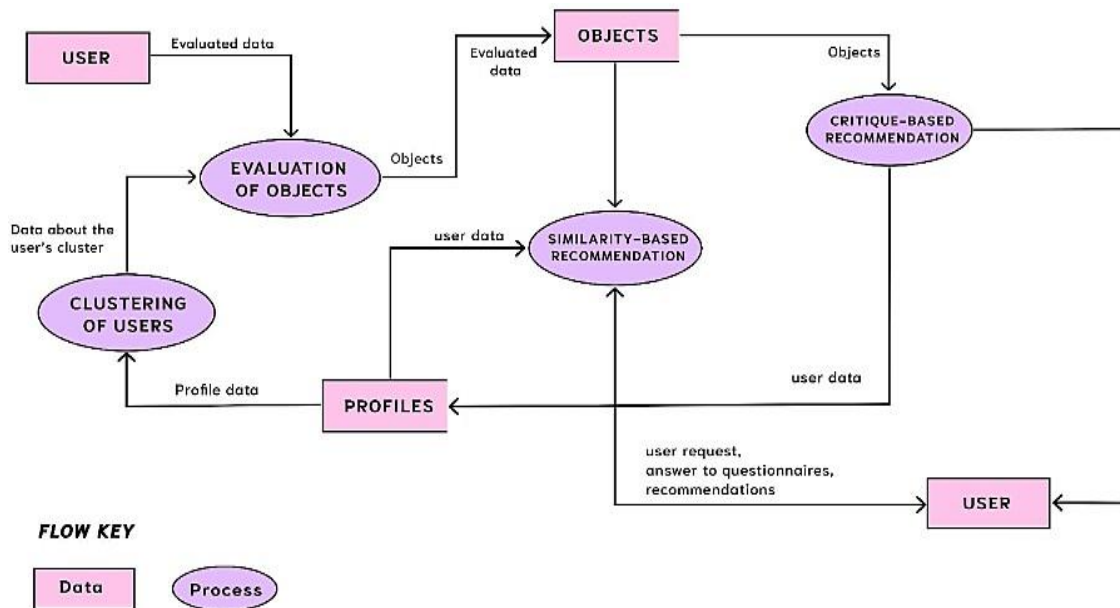 USER
Evaluated data
OBJECTS
Evaluated
data
Objects
CRITIQUE-BASED
RECOMMENDATION
EVALUATION
OF OBJECTS
Objects
Data about the
user's cluster
user data
SIMILARITY-BASED
RECOMMENDATION
CLUSTERING
OF USERS
Profile data
PROFILES
user data
user request,
answer to questionnaires,
recommendations
USER
FLOW KEY
Data
Process